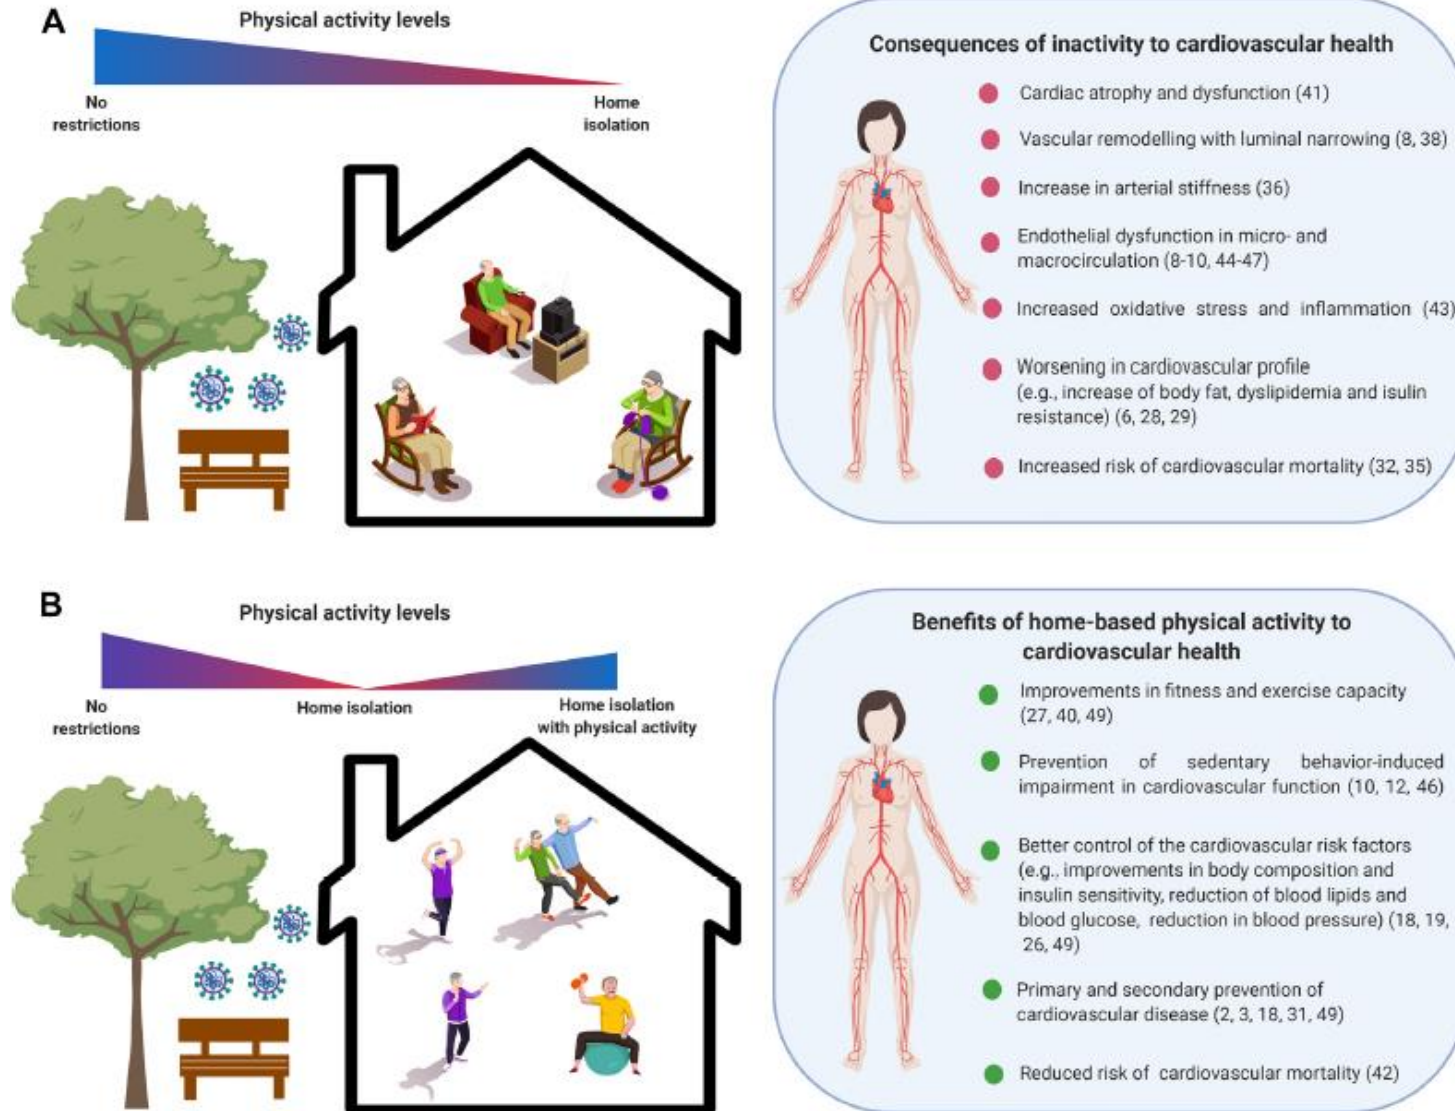 A
Physical activity levels
No
restrictions
Home
isolation
Consequences of inactivity to cardiovascular health
Cardiac atrophy and dysfunction (41)
Vascular remodelling with luminal narrowing (8, 38)
Increase in arterial stiffness (36)
Endothelial dysfunction in micro- and
macrocirculation (8-10, 44-47)
Increased oxidative stress and inflammation (43)
Worsening in cardiovascular profile
(e.g., increase of body fat, dyslipidemia and isulin
resistance) (6, 28, 29)
Increased risk of cardiovascular mortality (32, 35)
B
Physical activity levels
No
restrictions
Home isolation
Home isolation
with physical activity
Benefits of home-based physical activity to
cardiovascular health
Improvements in fitness and exercise capacity
(27, 40, 49)
Prevention of sedentary behavior-induced
impairment in cardiovascular function (10, 12, 46)
Better control of the cardiovascular risk factors
(e.g., improvements in body composition and
insulin sensitivity, reduction of blood lipids and
blood glucose, reduction in blood pressure) (18, 19,
26, 49)
Primary and secondary prevention of
cardiovascular disease (2, 3, 18, 31, 49)
Reduced risk of cardiovascular mortality (42)